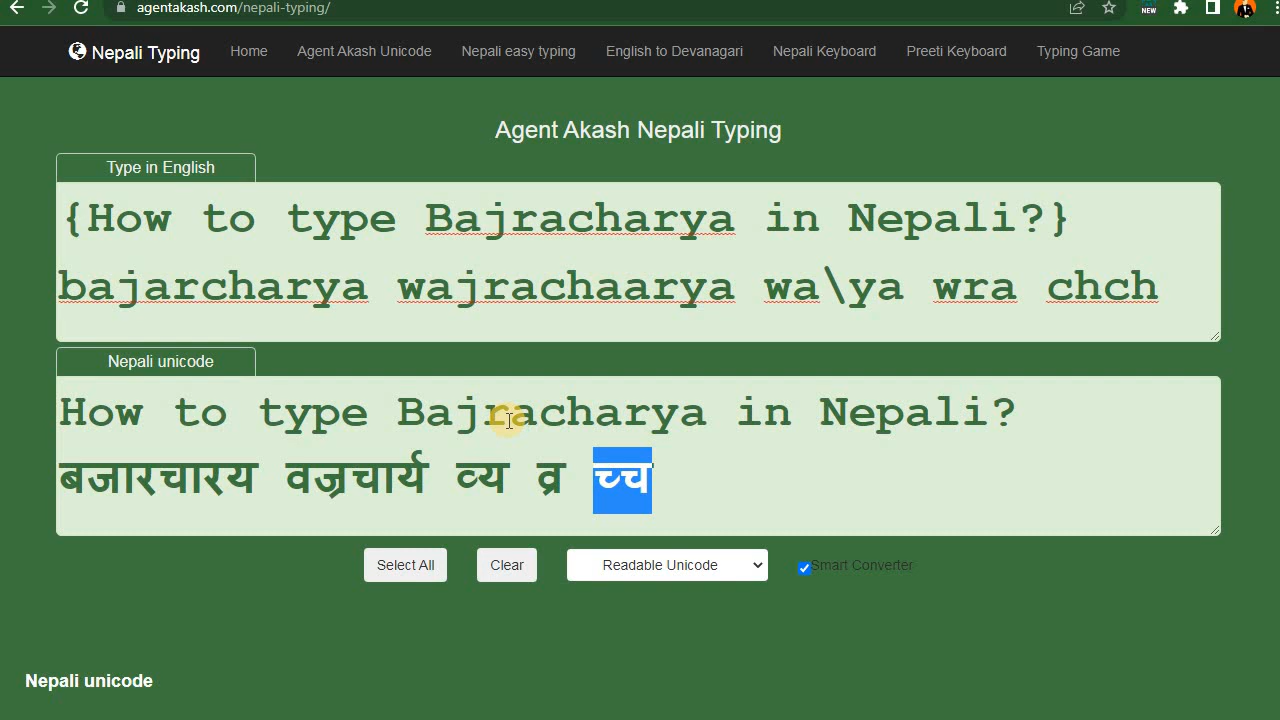 agentakash.com/nepali-typing/
NEW
Nepali Typing Home Agent Akash Unicode Nepali easy typing English to Devanagari Nepali Keyboard Preeti Keyboard Typing Game
Agent Akash Nepali Typing
Type in English
{How to type Bajracharya in Nepali?}
bajarcharya wajrachaarya wa\ya wra chch
Nepali unicode
How to type Bajracharya in Nepali?
बजारचारय वज्रचार्य व्य व्र च्च
Select All Clear Readable Unicode Smart Converter
Nepali unicode